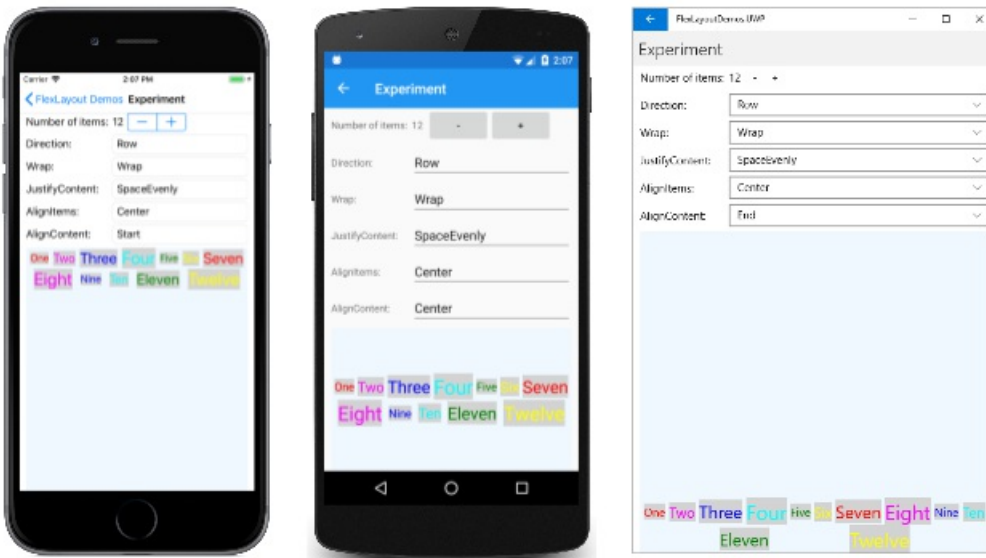 Carrier 2:07 PM
FlexLayout Demos Experiment
Number of items: 12 − +
Direction: Row
Wrap: Wrap
JustifyContent: SpaceEvenly
AlignItems: Center
AlignContent: Start
One Two Three Four Five Six Seven
Eight Nine Ten Eleven Twelve
2:07
Experiment
Number of items: 12 - +
Direction: Row
Wrap: Wrap
JustifyContent: SpaceEvenly
AlignItems: Center
AlignContent: Center
One Two Three Four Five Six Seven
Eight Nine Ten Eleven Twelve
FlexLayoutDemos.UWP
Experiment
Number of items: 12 - +
Direction: Row
Wrap: Wrap
JustifyContent: SpaceEvenly
AlignItems: Center
AlignContent: End
One Two Three Four Five Six Seven Eight Nine Ten
Eleven Twelve